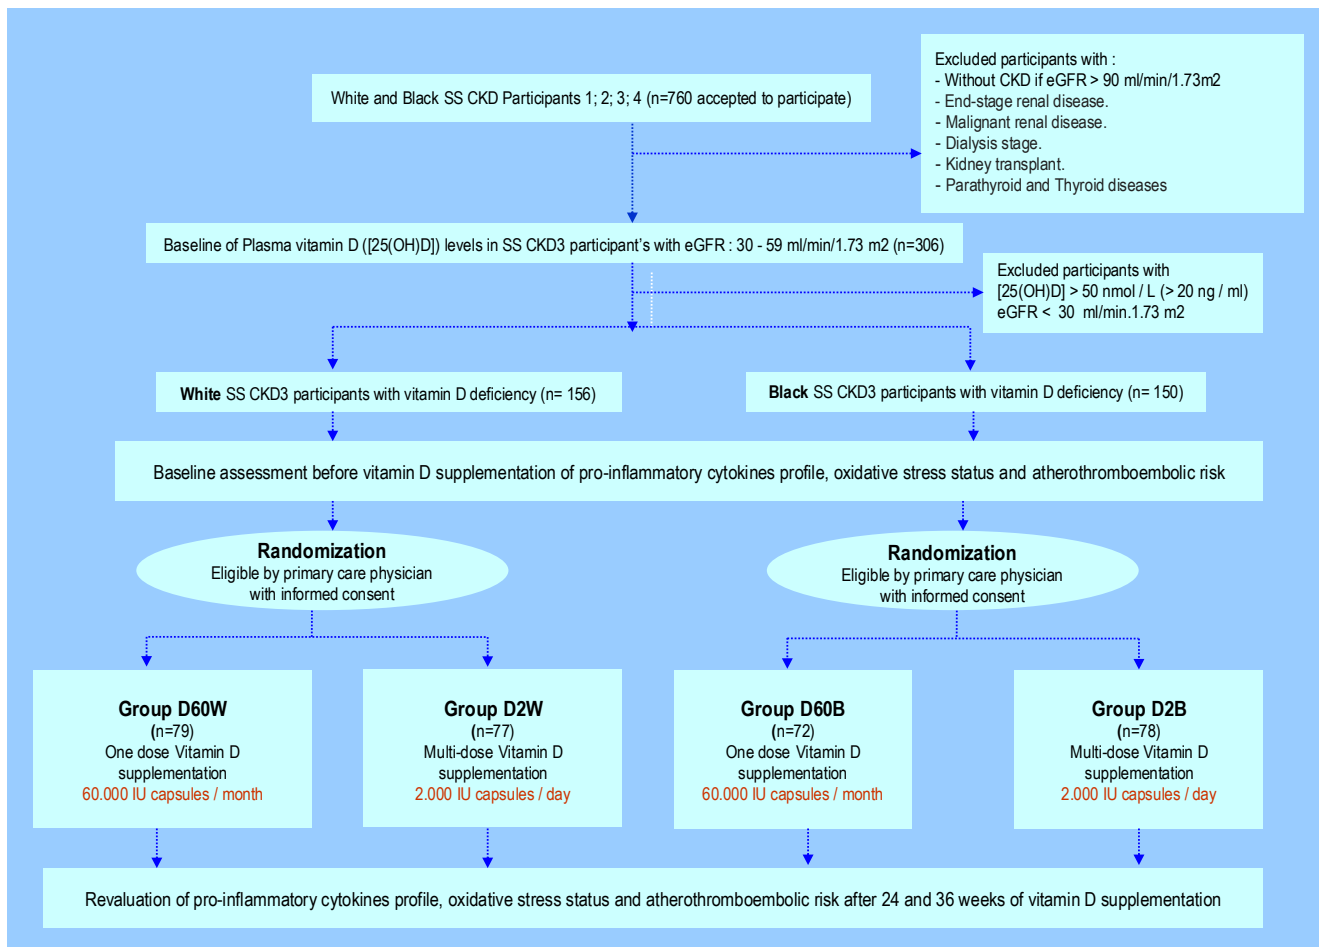 White and Black SS CKD Participants 1; 2; 3; 4 (n=760 accepted to participate)
Excluded participants with :
- Without CKD if eGFR > 90 ml/min/1.73m2
- End-stage renal disease.
- Malignant renal disease.
- Dialysis stage.
- Kidney transplant.
- Parathyroid and Thyroid diseases
Baseline of Plasma vitamin D ([25(OH)D]) levels in SS CKD3 participant's with eGFR : 30 - 59 ml/min/1.73 m2 (n=306)
Excluded participants with
[25(OH)D] > 50 nmol / L (> 20 ng / ml)
eGFR < 30 ml/min.1.73 m2
White SS CKD3 participants with vitamin D deficiency (n= 156)
Black SS CKD3 participants with vitamin D deficiency (n= 150)
Baseline assessment before vitamin D supplementation of pro-inflammatory cytokines profile, oxidative stress status and atherothromboembolic risk
Randomization
Eligible by primary care physician
with informed consent
Randomization
Eligible by primary care physician
with informed consent
Group D60W
(n=79)
One dose Vitamin D
supplementation
60.000 IU capsules / month
Group D2W
(n=77)
Multi-dose Vitamin D
supplementation
2.000 IU capsules / day
Group D60B
(n=72)
One dose Vitamin D
supplementation
60.000 IU capsules / month
Group D2B
(n=78)
Multi-dose Vitamin D
supplementation
2.000 IU capsules / day
Revaluation of pro-inflammatory cytokines profile, oxidative stress status and atherothromboembolic risk after 24 and 36 weeks of vitamin D supplementation